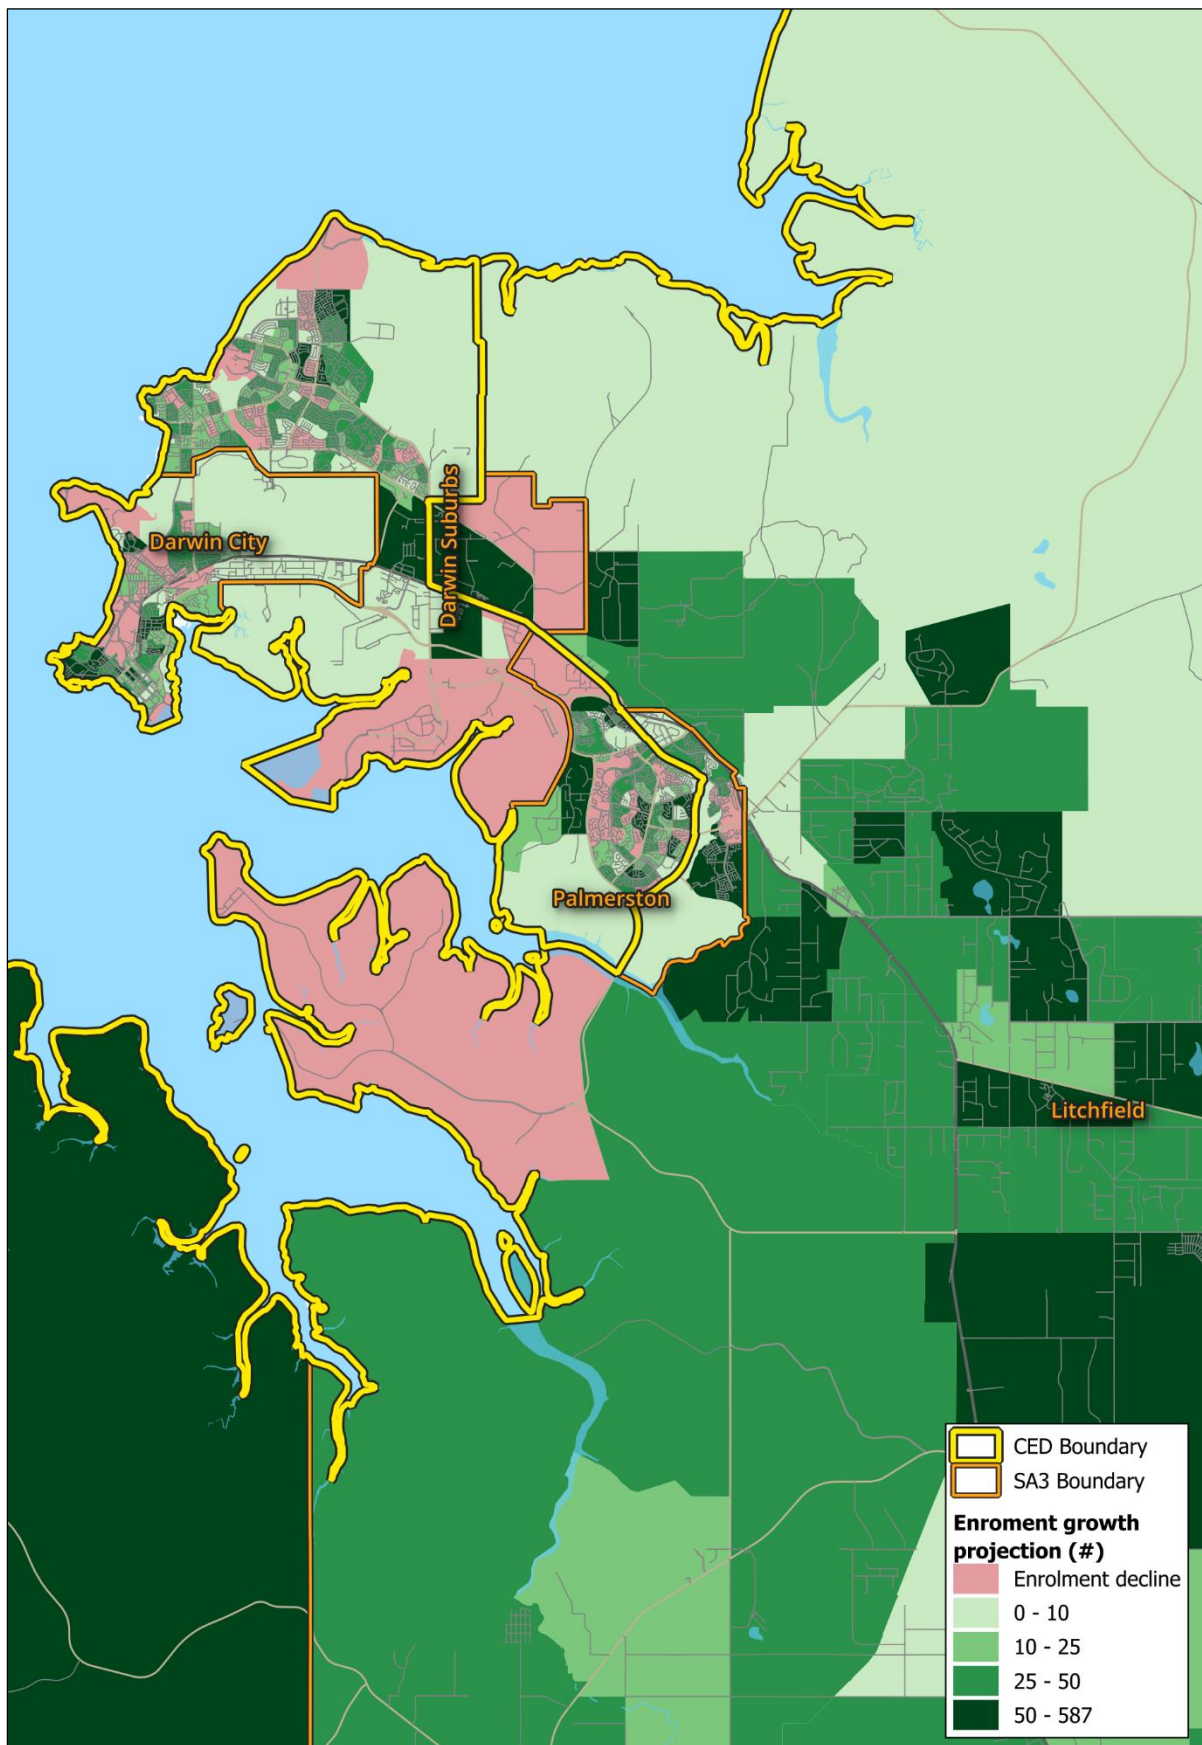 Darwin City
Darwin Suburbs
Palmerston
Litchfield
CED Boundary
SA3 Boundary
Enroment growth
projection (#)
Enrolment decline
0 - 10
10 - 25
25 - 50
50 - 587